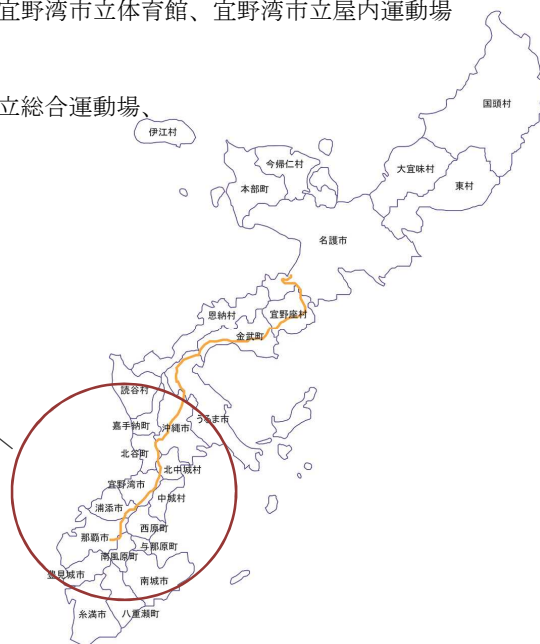 宜野湾市立体育館、宜野湾市立屋内運動場
立総合運動場、
国頭村
伊江村
今帰仁村
大宜味村
本部町
東村
名護市
恩納村
宜野座村
金武町
読谷村
嘉手納町
沖縄市
うるま市
北谷町
北中城村
宜野湾市
中城村
浦添市
西原町
那覇市
与那原町
南風原町
豊見城市
南城市
糸満市
八重瀬町